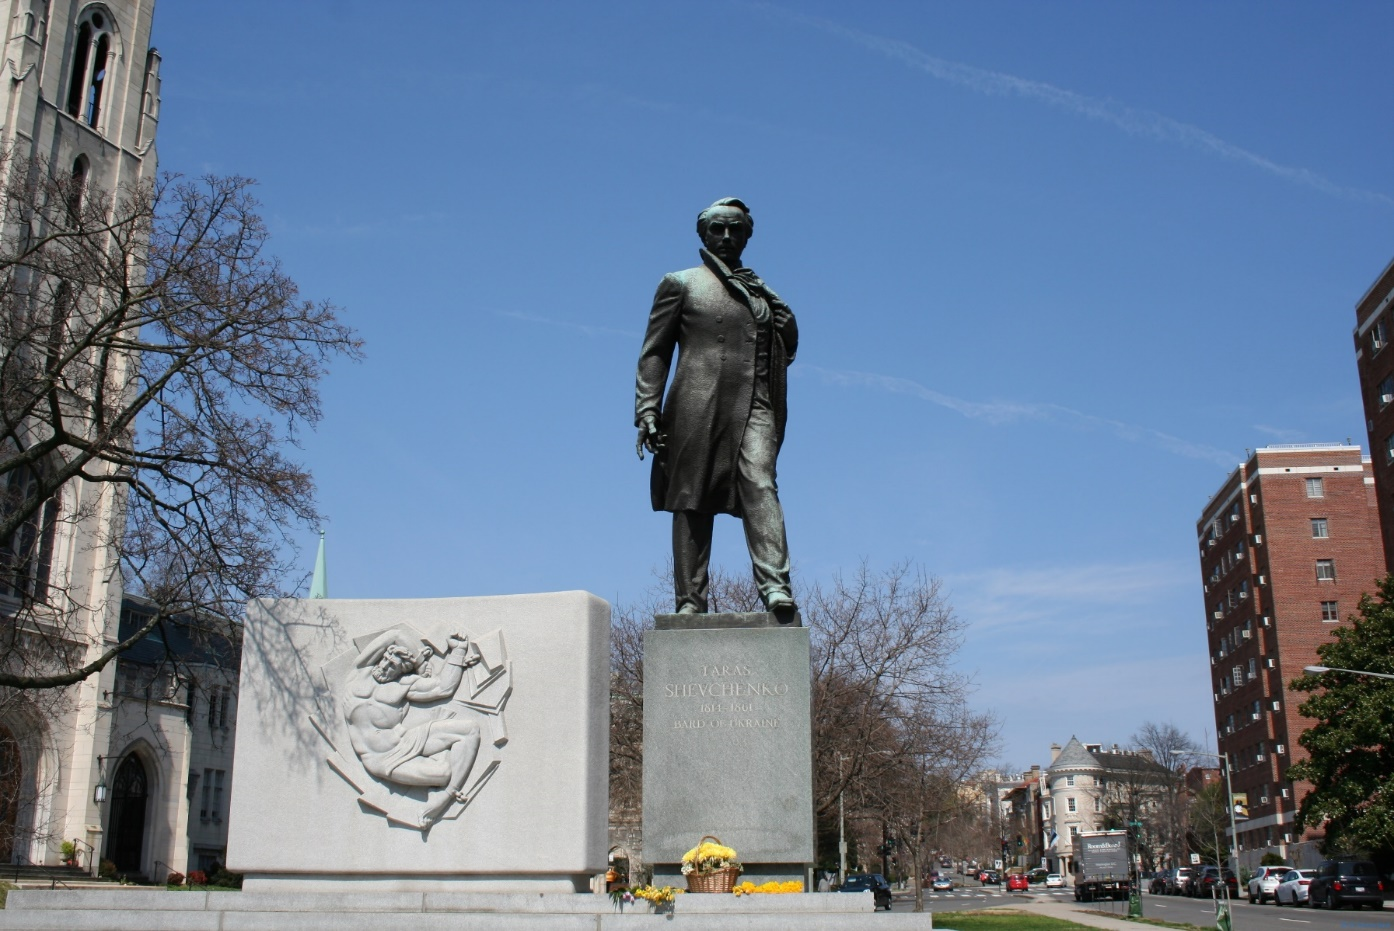 TARAS
SHEVCHENKO
1814-1861
BARD OF UKRAINE